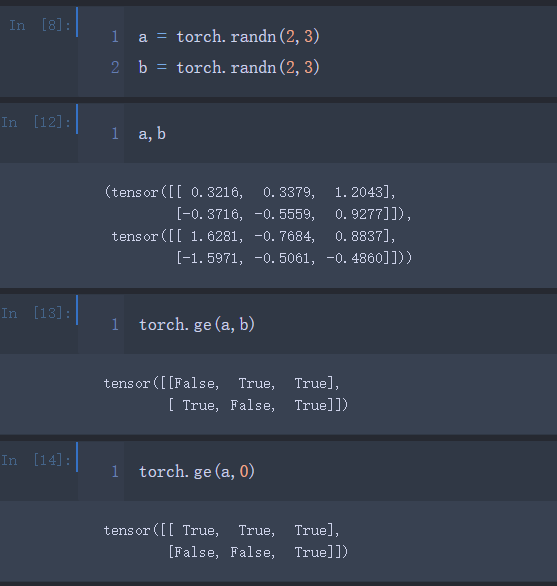 In [8]:
1 a = torch.randn(2,3)
2 b = torch.randn(2,3)
In [12]:
1 a,b
(tensor([[ 0.3216,  0.3379,  1.2043],
         [-0.3716, -0.5559,  0.9277]]),
 tensor([[ 1.6281, -0.7684,  0.8837],
         [-1.5971, -0.5061, -0.4860]]))
In [13]:
1 torch.ge(a,b)
tensor([[False,  True,  True],
        [ True, False,  True]])
In [14]:
1 torch.ge(a,0)
tensor([[ True,  True,  True],
        [False, False,  True]])